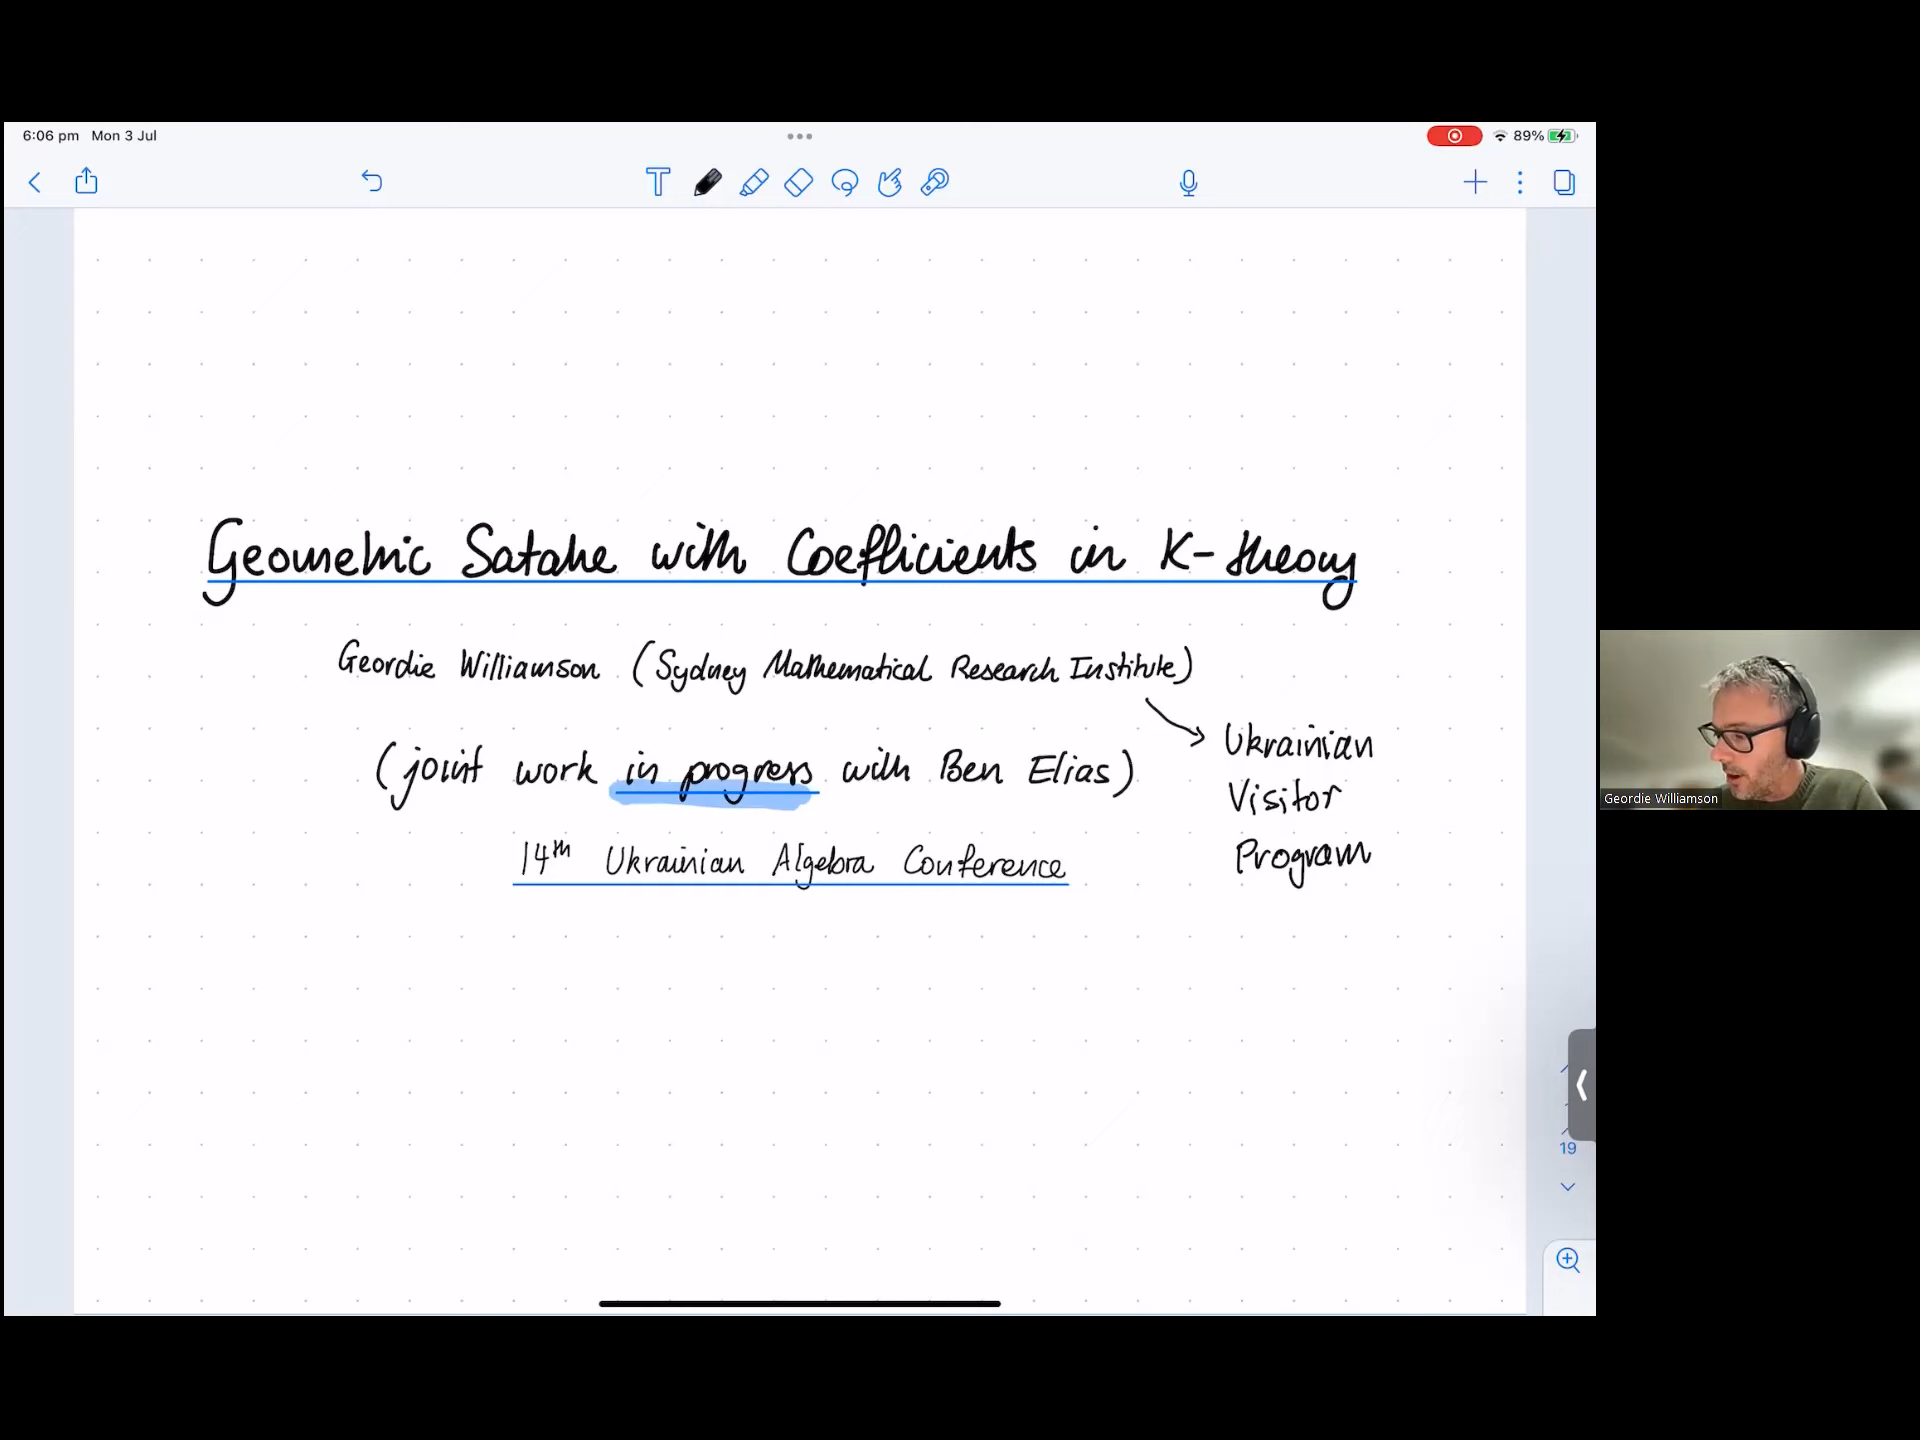 6:06 pm Mon 3 Jul
89%
Geometric Satake with Coefficients in K-theory
Geordie Williamson (Sydney Mathematical Research Institute)
Ukrainian
Visitor
Program
(joint work in progress with Ben Elias)
14th Ukrainian Algebra Conference
Geordie Williamson
19